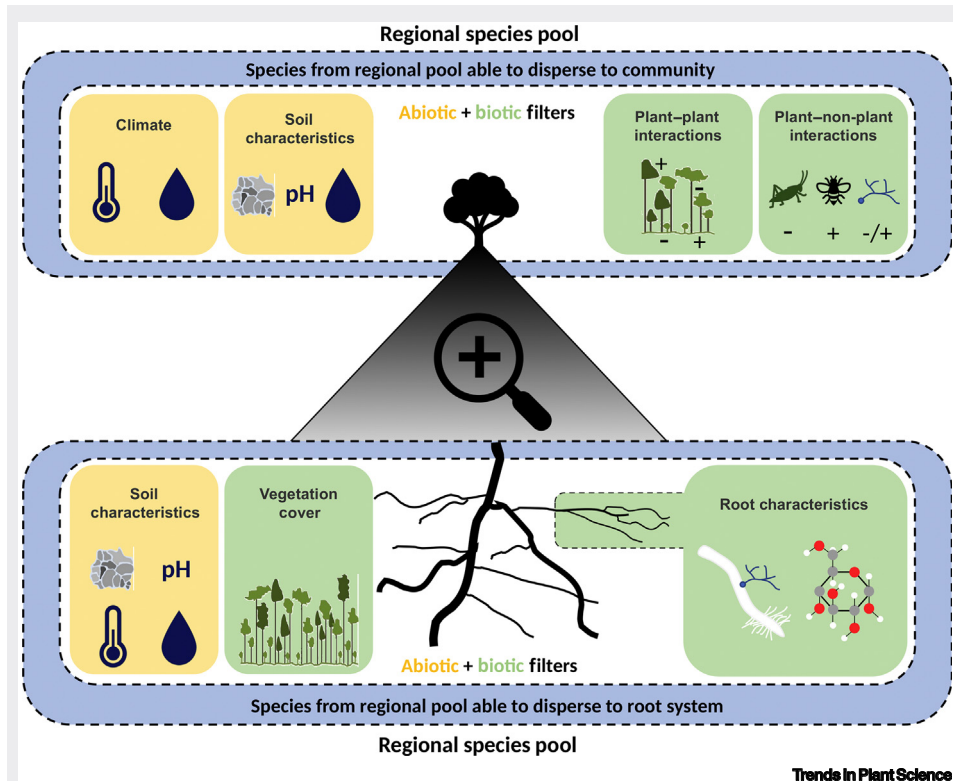 Regional species pool
Species from regional pool able to disperse to community
Climate
Soil
characteristics
pH
Abiotic + biotic filters
Plant–plant
interactions
+
-
-
+
Plant–non-plant
interactions
-
+
-/+
+
Soil
characteristics
pH
Vegetation
cover
Root characteristics
Abiotic + biotic filters
Species from regional pool able to disperse to root system
Regional species pool
Trends in Plant Science